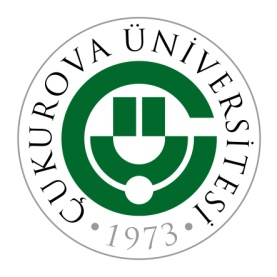 ÇUKUROVA ÜNİVERSİTESİ
• 1973 •